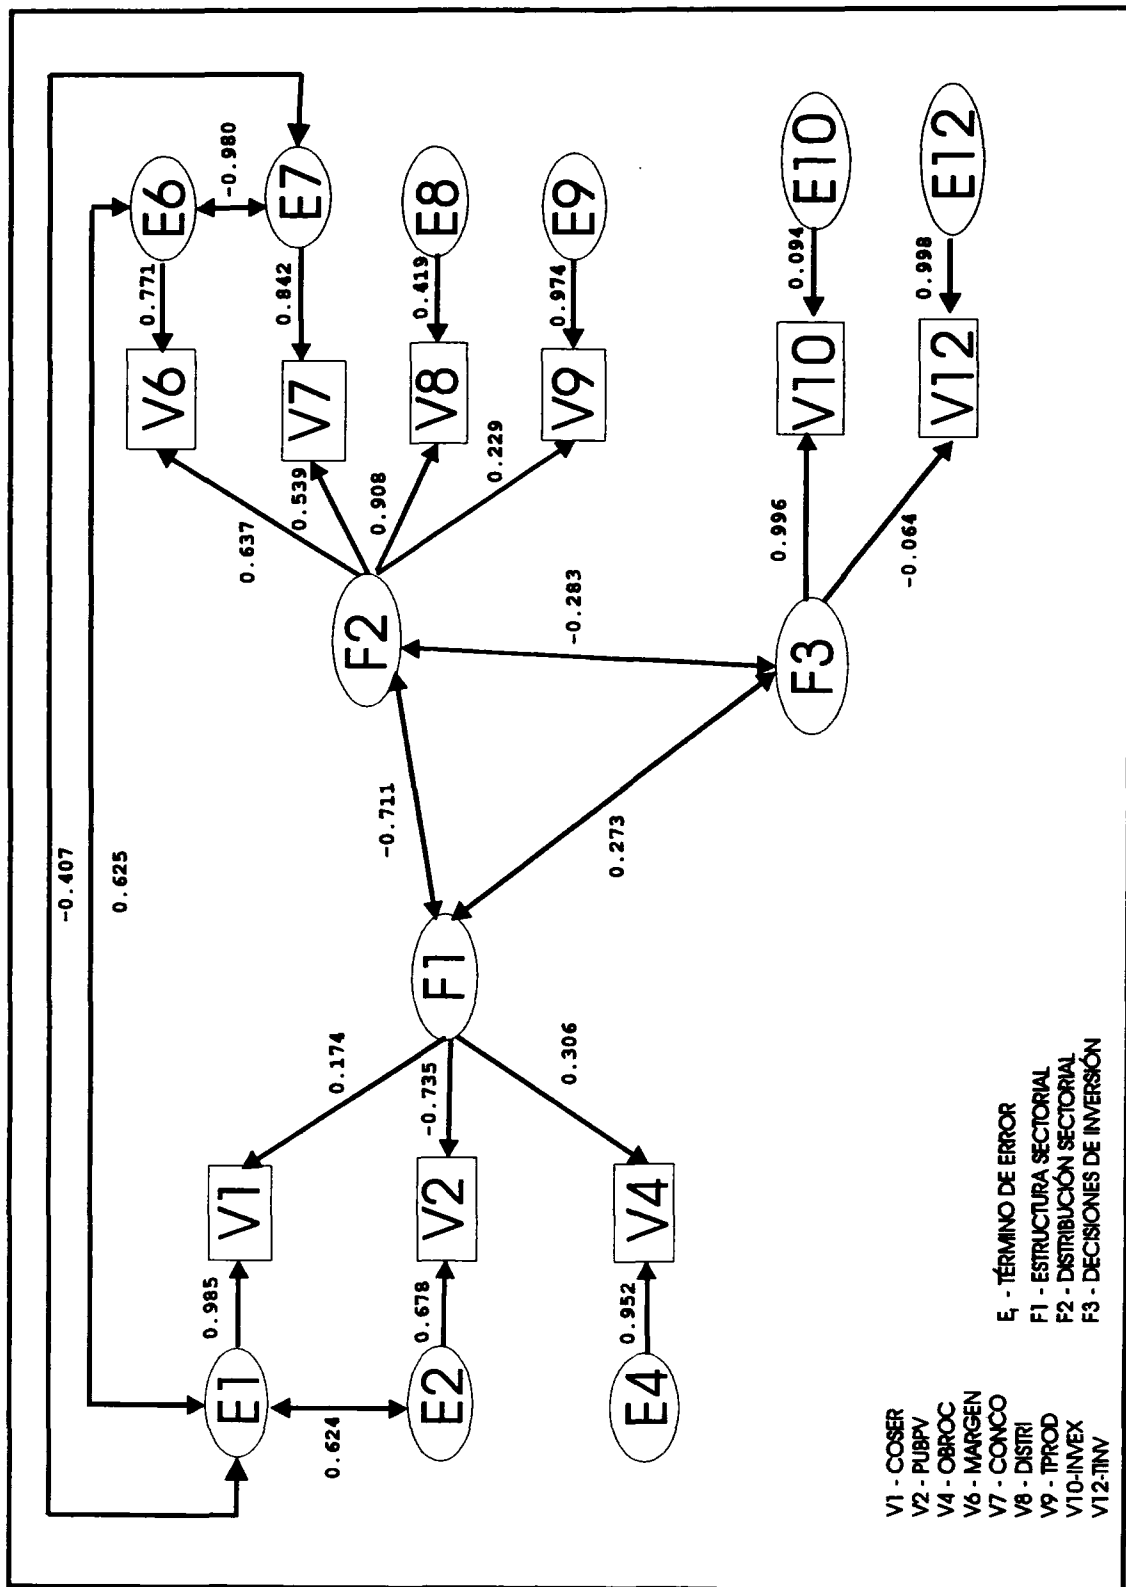 -0.407
0.625
0.771
V6
E6
0.985
-0.980
E1
V1
0.637
0.842
V7
E7
0.539
0.624
0.174
F2
0.908
0.419
-0.711
V8
E8
0.678
-0.735
E2
V2
F1
0.229
0.974
V9
E9
-0.283
0.306
0.273
0.952
E4
V4
0.996
0.094
F3
V10
E10
-0.064
0.998
V12
E12
V1 - COSER
V2 - PUBPV
V4 - OBROC
V6 - MARGEN
V7 - CONCO
V8 - DISTRI
V9 - TPROD
V10-INVEX
V12-TINV
E, - TÉRMINO DE ERROR
F1 - ESTRUCTURA SECTORIAL
F2 - DISTRIBUCIÓN SECTORIAL
F3 - DECISIONES DE INVERSIÓN